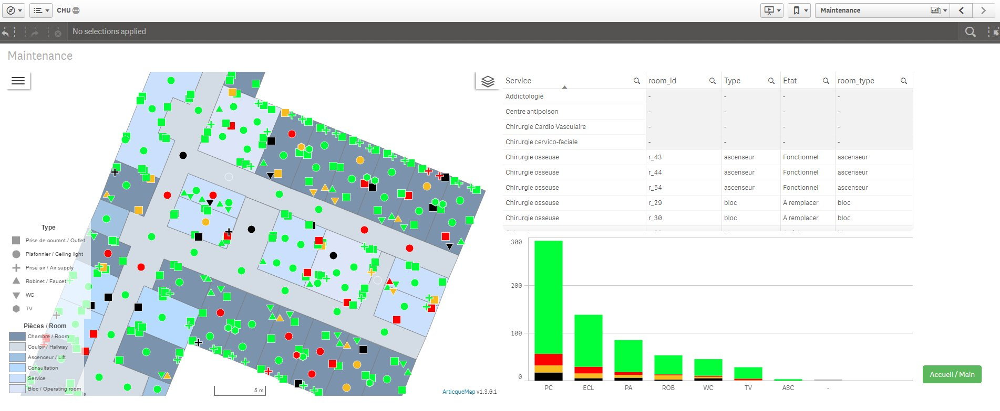 CHU
Maintenance
No selections applied
Maintenance
Service room_id Type Etat room_type
Addictologie - - - -
Centre antipoison - - - -
Chirurgie Cardio Vasculaire - - - -
Chirurgie cervico-faciale - - - -
Chirurgie osseuse r_43 ascenseur Fonctionnel ascenseur
Chirurgie osseuse r_44 ascenseur Fonctionnel ascenseur
Chirurgie osseuse r_54 ascenseur Fonctionnel ascenseur
Chirurgie osseuse r_29 bloc A remplacer bloc
Chirurgie osseuse r_30 bloc A remplacer bloc
Type
Prise de courant / Outlet
Plafonnier / Ceiling light
Prise air / Air supply
Robinet / Faucet
WC
TV
Pièces / Room
Chambre / Room
Couloir / Hallway
Ascenceur / Lift
Consultation
Service
Bloc / Operating room
5 m
ArticqueMap v1.3.0.1
300
200
100
0
PC ECL PA ROB WC TV ASC -
Accueil / Main